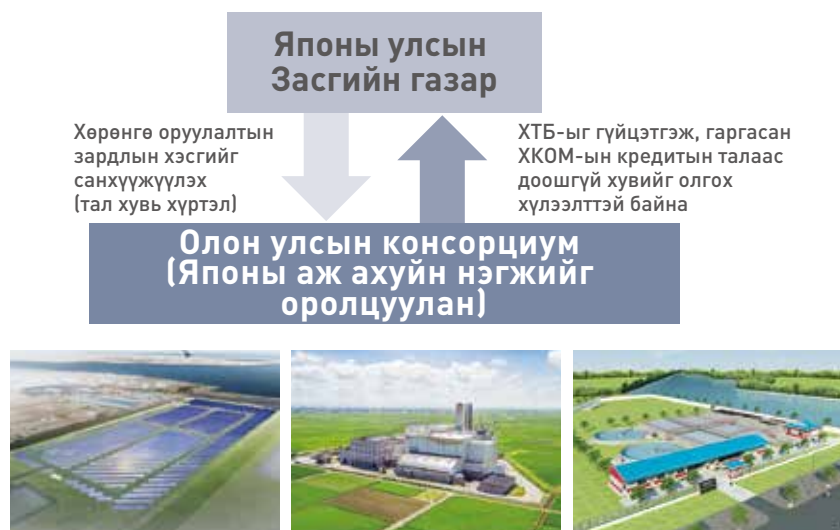 Японы улсын
Засгийн газар
Хөрөнгө оруулалтын
зардлын хэсгийг
санхүүжүүлэх
(тал хувь хүртэл)
ХТБ-ыг гүйцэтгэж, гаргасан
ХКОМ-ын кредитын талаас
доошгүй хувийг олгох
хүлээлттэй байна
Олон улсын консорциум
(Японы аж ахуйн нэгжийг
оролцуулан)